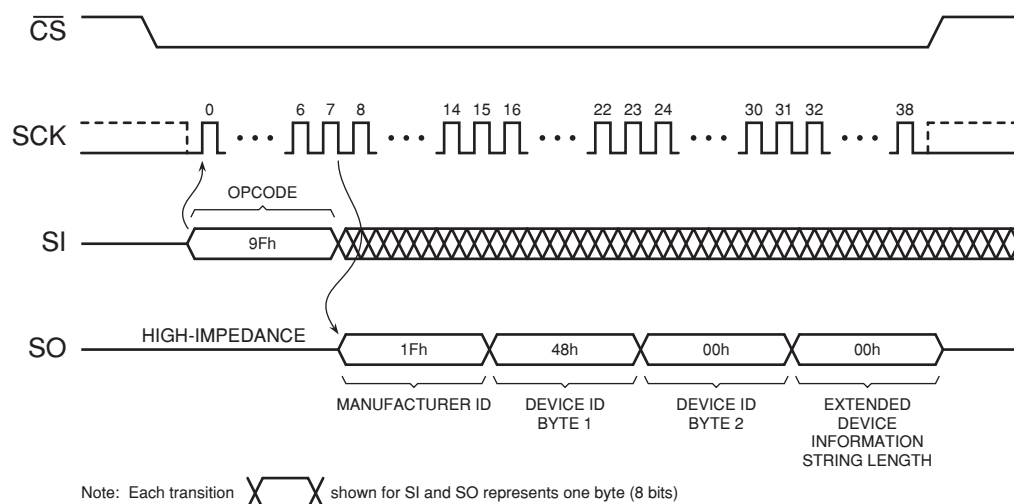 CS
SCK
0 6 7 8 14 15 16 22 23 24 30 31 32 38
OPCODE
SI
9Fh
SO
HIGH-IMPEDANCE
1Fh 48h 00h 00h
MANUFACTURER ID
DEVICE ID
BYTE 1
DEVICE ID
BYTE 2
EXTENDED
DEVICE
INFORMATION
STRING LENGTH
Note: Each transition shown for SI and SO represents one byte (8 bits)